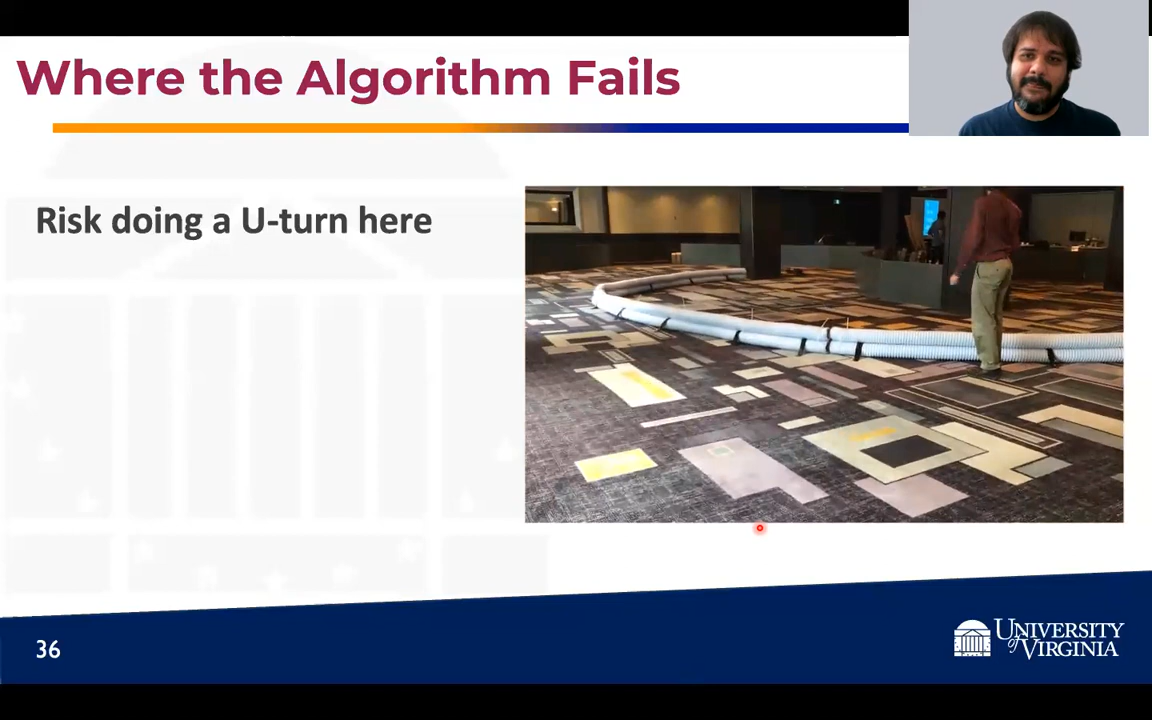 Where the Algorithm Fails
Risk doing a U-turn here
36
UNIVERSITY
of VIRGINIA